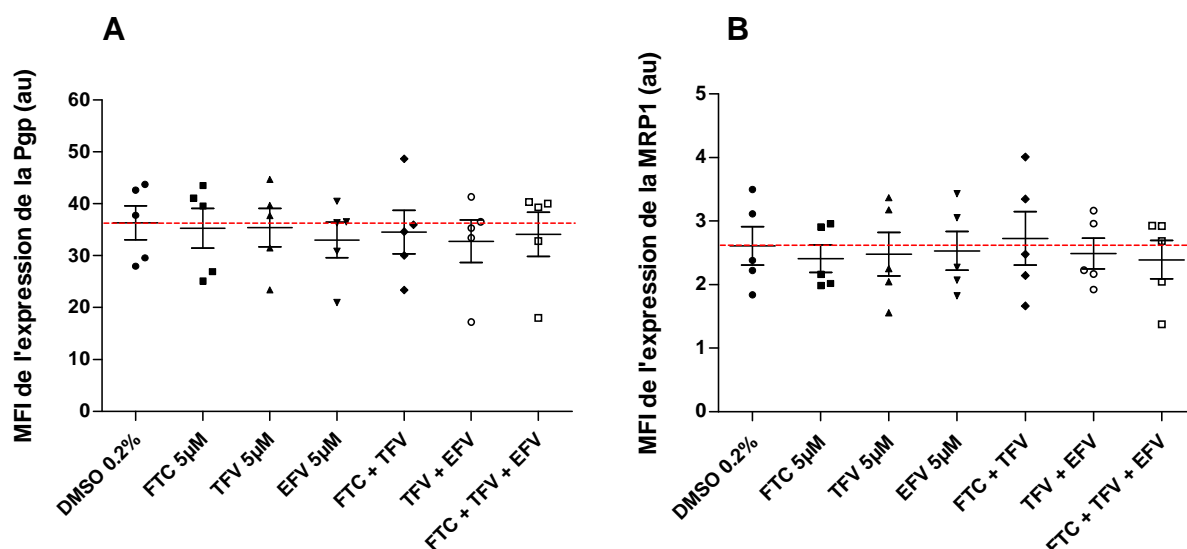 A
MFI de l'expression de la Pgp (au)
60
50
40
30
20
10
0
DMSO 0.2%
FTC 5µM
TFV 5µM
EFV 5µM
FTC + TFV
TFV + EFV
FTC + TFV + EFV
B
MFI de l'expression de la MRP1 (au)
5
4
3
2
1
0
DMSO 0.2%
FTC 5µM
TFV 5µM
EFV 5µM
FTC + TFV
TFV + EFV
FTC + TFV + EFV